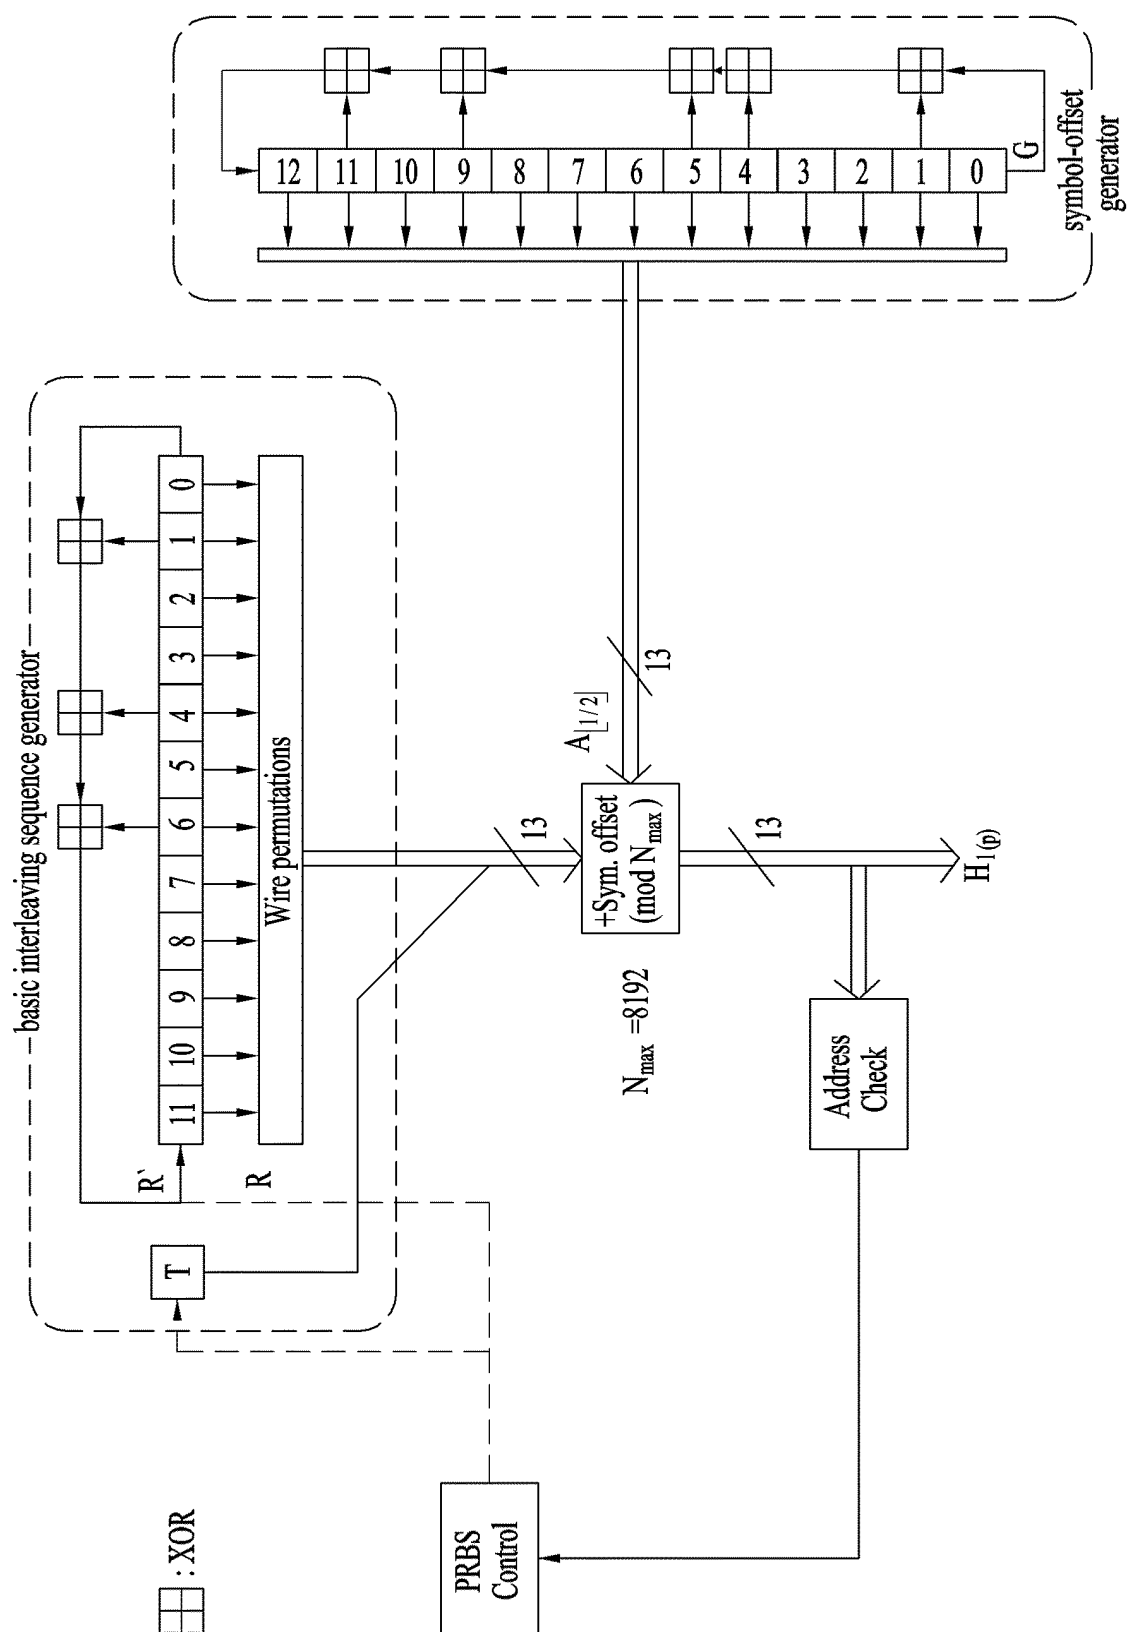 symbol-offset
generator
12 11 10 9 8 7 6 5 4 3 2 1 0
G
basic interleaving sequence generator
R`
11 10 9 8 7 6 5 4 3 2 1 0
T
R
Wire permutations
13
A⌊1/2⌋
13
+Sym. offset
(mod Nmax)
Nmax =8192
13
H1(p)
Address
Check
PRBS
Control
: XOR